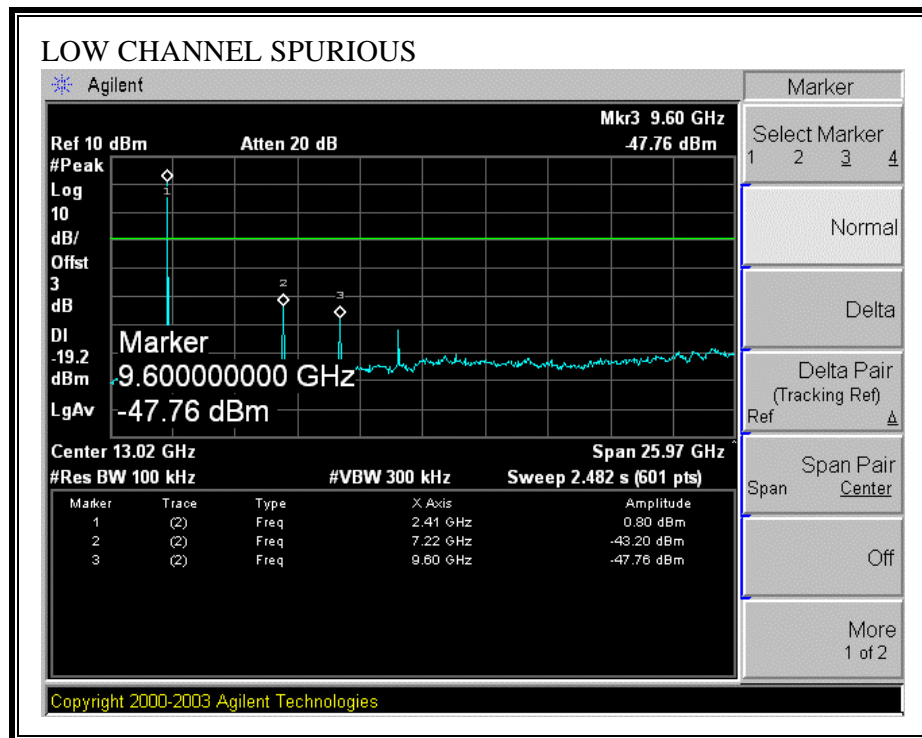 LOW CHANNEL SPURIOUS
Agilent
Marker
Mkr3 9.60 GHz
Ref 10 dBm Atten 20 dB -47.76 dBm
#Peak
Log
10
dB/
Offst
3
dB
DI
-19.2
dBm
LgAv
1
2
3
Marker
9.600000000 GHz
-47.76 dBm
Center 13.02 GHz Span 25.97 GHz
#Res BW 100 kHz #VBW 300 kHz Sweep 2.482 s (601 pts)
Marker Trace Type X Axis Amplitude
1 (2) Freq 2.41 GHz 0.80 dBm
2 (2) Freq 7.22 GHz -43.20 dBm
3 (2) Freq 9.60 GHz -47.76 dBm
Select Marker
1 2 3 4
Normal
Delta
Delta Pair
(Tracking Ref)
Ref Δ
Span Pair
Span Center
Off
More
1 of 2
Copyright 2000-2003 Agilent Technologies